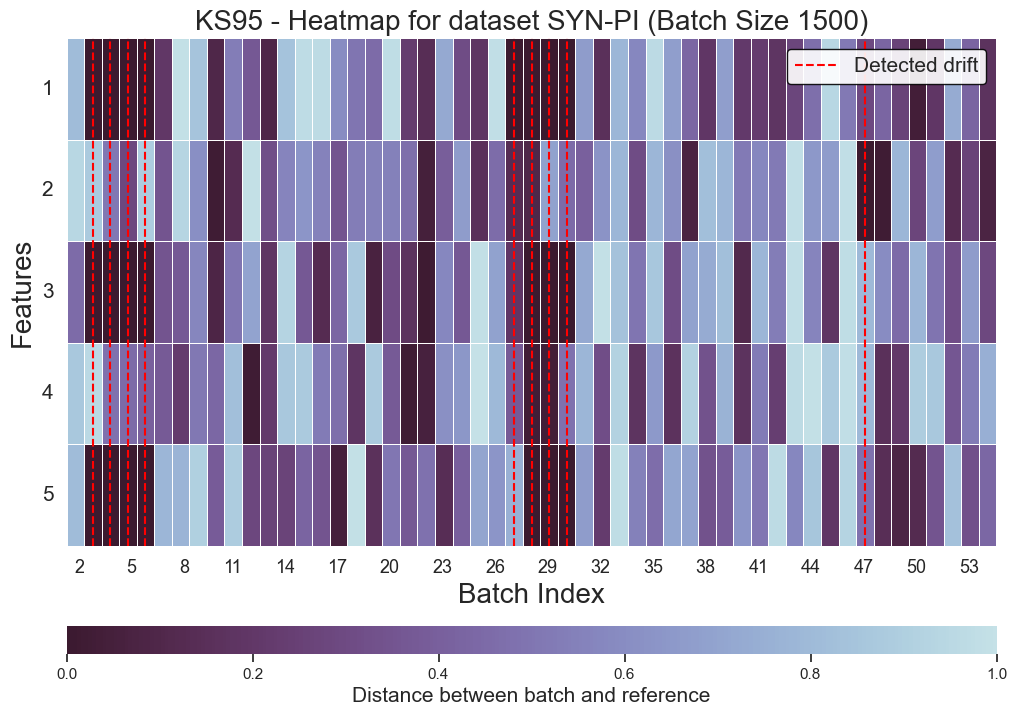 KS95 - Heatmap for dataset SYN-PI (Batch Size 1500)
Detected drift
Features
1
2
3
4
5
2 5 8 11 14 17 20 23 26 29 32 35 38 41 44 47 50 53
Batch Index
0.0 0.2 0.4 0.6 0.8 1.0
Distance between batch and reference